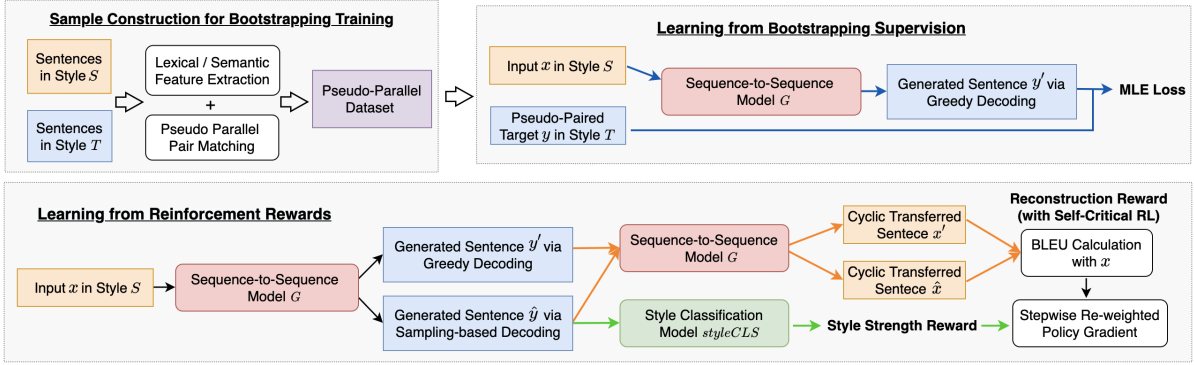 Sample Construction for Bootstrapping Training
Sentences
in Style S
Sentences
in Style T
Lexical / Semantic
Feature Extraction
+
Pseudo Parallel
Pair Matching
Pseudo-Parallel
Dataset
Learning from Bootstrapping Supervision
Input x in Style S
Pseudo-Paired
Target y in Style T
Sequence-to-Sequence
Model G
Generated Sentence y′ via
Greedy Decoding
MLE Loss
Learning from Reinforcement Rewards
Input x in Style S
Sequence-to-Sequence
Model G
Generated Sentence y′ via
Greedy Decoding
Generated Sentence ŷ via
Sampling-based Decoding
Sequence-to-Sequence
Model G
Style Classification
Model styleCLS
Cyclic Transferred
Sentece x′
Cyclic Transferred
Sentece x̂
Style Strength Reward
Reconstruction Reward
(with Self-Critical RL)
BLEU Calculation
with x
Stepwise Re-weighted
Policy Gradient